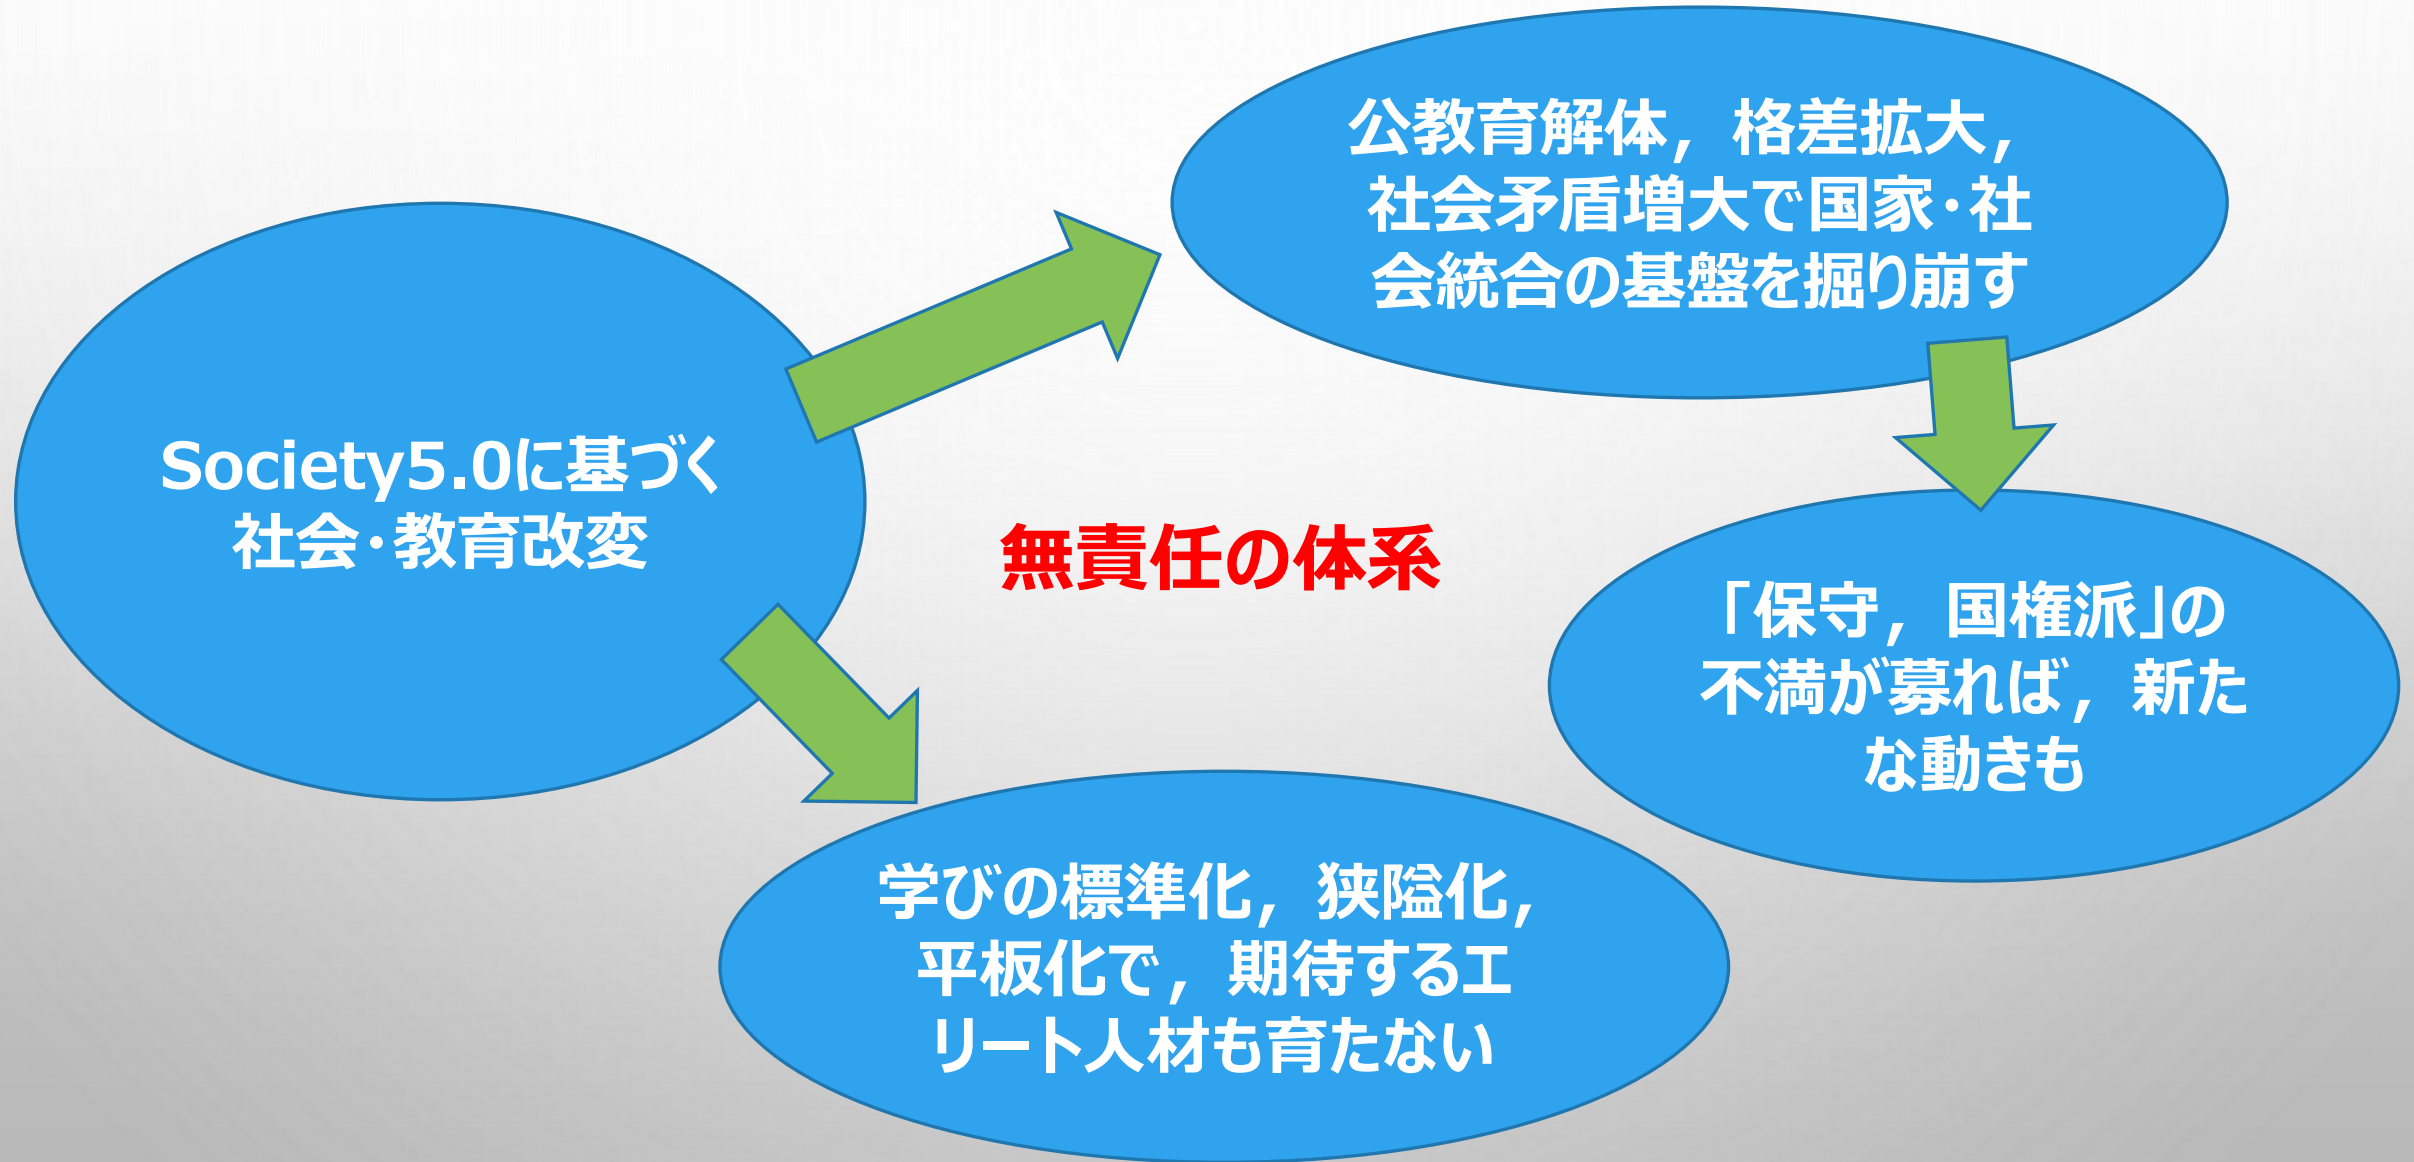 公教育解体，格差拡大，
社会矛盾増大で国家・社
会統合の基盤を掘り崩す
Society5.0に基づく
社会・教育改変
無責任の体系
「保守，国権派」の
不満が募れば，新た
な動きも
学びの標準化，狭隘化，
平板化で，期待するエ
リート人材も育たない